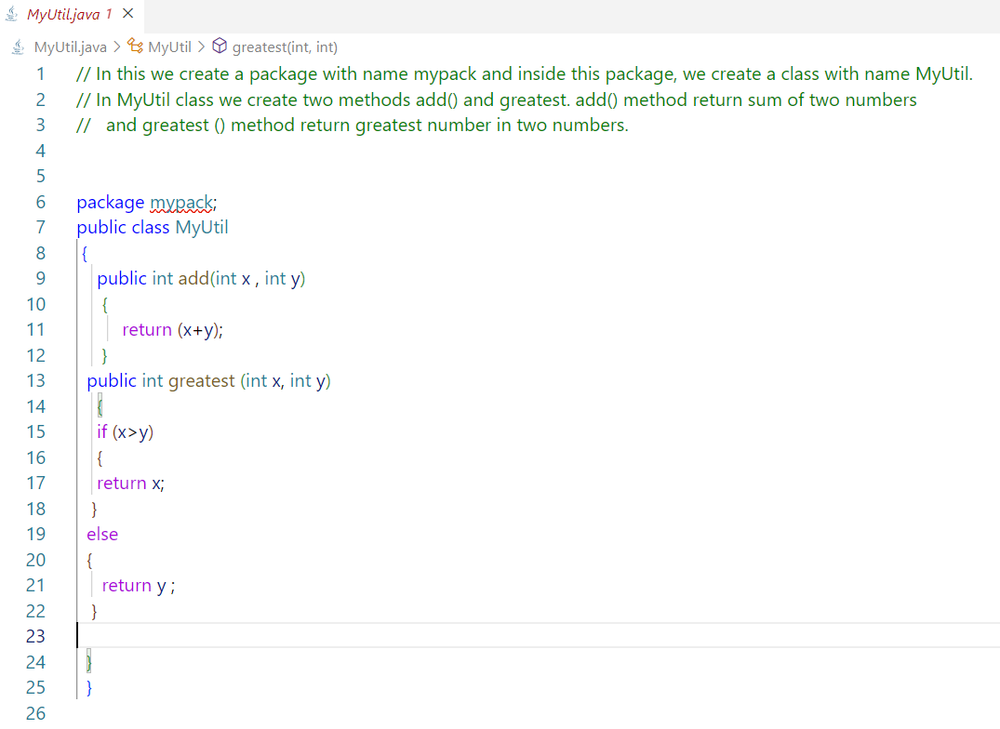 MyUtil.java 1 ×
MyUtil.java > MyUtil > greatest(int, int)
1 // In this we create a package with name mypack and inside this package, we create a class with name MyUtil.
2 // In MyUtil class we create two methods add() and greatest. add() method return sum of two numbers
3 //   and greatest () method return greatest number in two numbers.
4
5
6 package mypack;
7 public class MyUtil
8 {
9 public int add(int x , int y)
10 {
11 return (x+y);
12 }
13 public int greatest (int x, int y)
14 {
15 if (x>y)
16 {
17 return x;
18 }
19 else
20 {
21 return y ;
22 }
23
24 }
25 }
26